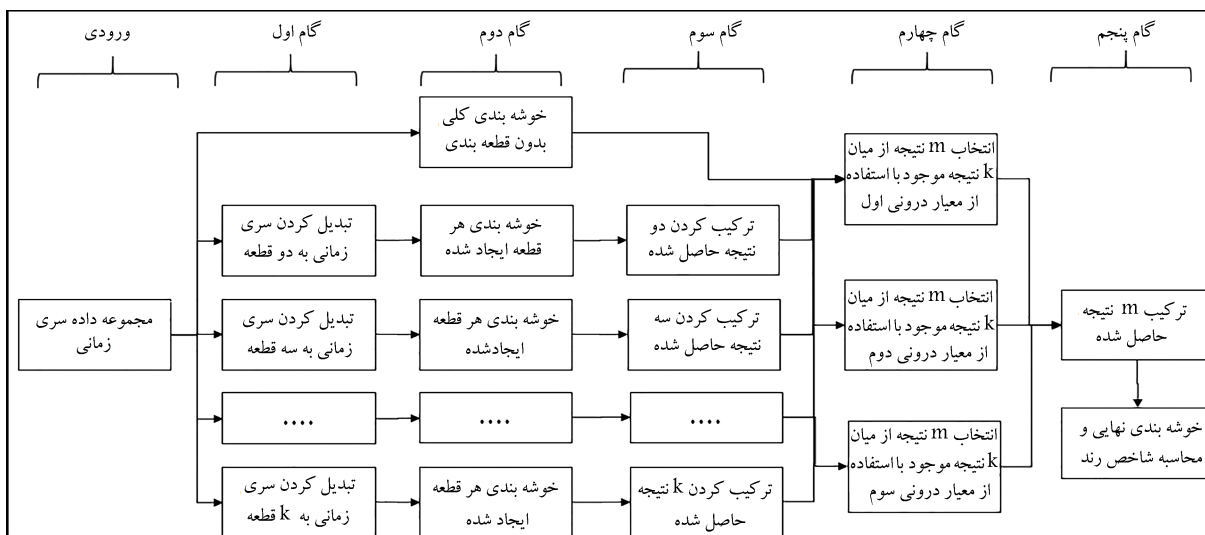 ورودی
گام اول
گام دوم
گام سوم
گام چهارم
گام پنجم
مجموعه داده سری
زمانی
تبدیل کردن سری
زمانی به دو قطعه
تبدیل کردن سری
زمانی به سه قطعه
....
تبدیل کردن سری
زمانی به k قطعه
خوشه بندی کلی
بدون قطعه بندی
خوشه بندی هر
قطعه ایجاد شده
خوشه بندی هر قطعه
ایجادشده
....
خوشه بندی هر قطعه
ایجاد شده
ترکیب کردن دو
نتیجه حاصل شده
ترکیب کردن سه
نتیجه حاصل شده
....
ترکیب کردن k نتیجه
حاصل شده
انتخاب m نتیجه از میان
k نتیجه موجود با استفاده
از معیار درونی اول
انتخاب m نتیجه از میان
k نتیجه موجود با استفاده
از معیار درونی دوم
انتخاب m نتیجه از میان
k نتیجه موجود با استفاده
از معیار درونی سوم
ترکیب m نتیجه
حاصل شده
خوشه بندی نهایی و
محاسبه شاخص رند